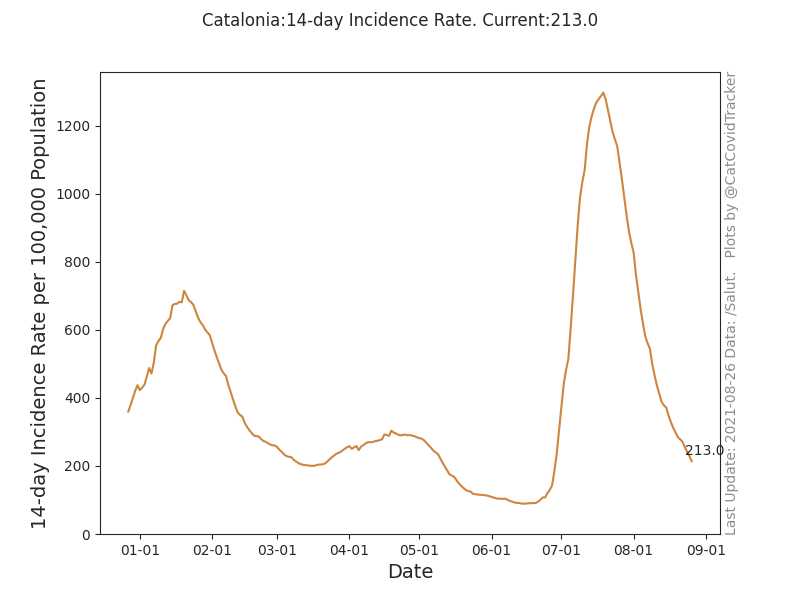 Catalonia:14-day Incidence Rate. Current:213.0
14-day Incidence Rate per 100,000 Population
1200
1000
800
600
400
200
0
213.0
01-01 02-01 03-01 04-01 05-01 06-01 07-01 08-01 09-01
Date
Last Update: 2021-08-26 Data: /Salut. Plots by @CatCovidTracker